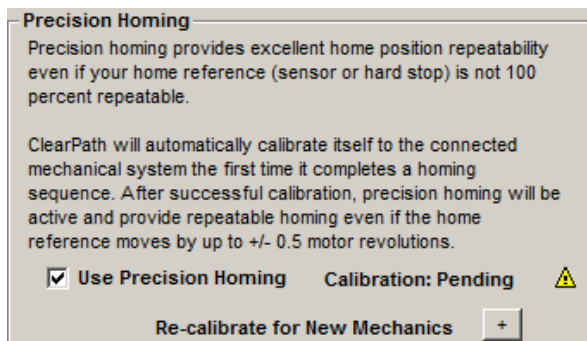 Precision Homing
Precision homing provides excellent home position repeatability
even if your home reference (sensor or hard stop) is not 100
percent repeatable.
ClearPath will automatically calibrate itself to the connected
mechanical system the first time it completes a homing
sequence. After successful calibration, precision homing will be
active and provide repeatable homing even if the home
reference moves by up to +/- 0.5 motor revolutions.
Use Precision Homing Calibration: Pending
Re-calibrate for New Mechanics +